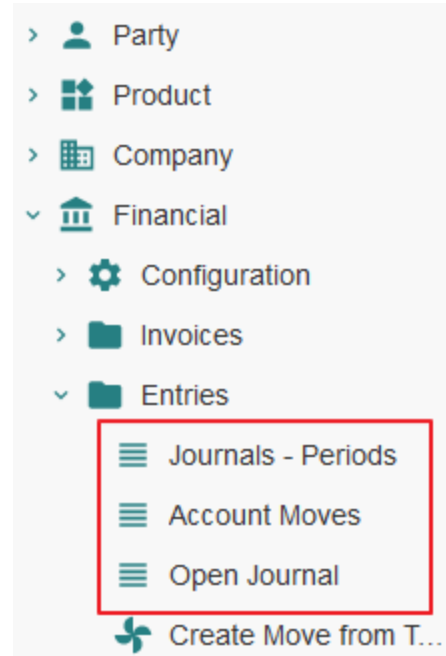 Party
Product
Company
Financial
Configuration
Invoices
Entries
Journals - Periods
Account Moves
Open Journal
Create Move from T...